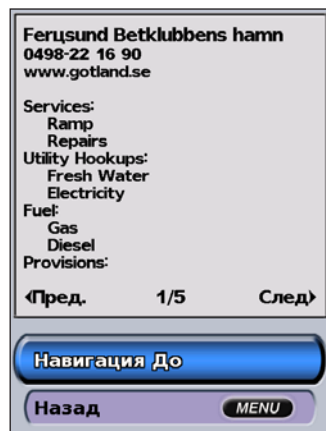 Ferцsund Betklubbens hamn
0498-22 16 90
www.gotland.se
Services:
Ramp
Repairs
Utility Hookups:
Fresh Water
Electricity
Fuel:
Gas
Diesel
Provisions:
Пред. 1/5 След
Навигация До
Назад MENU